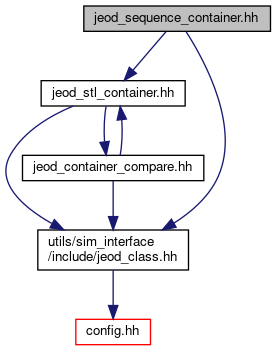 jeod_sequence_container.hh
jeod_stl_container.hh
jeod_container_compare.hh
utils/sim_interface
/include/jeod_class.hh
config.hh